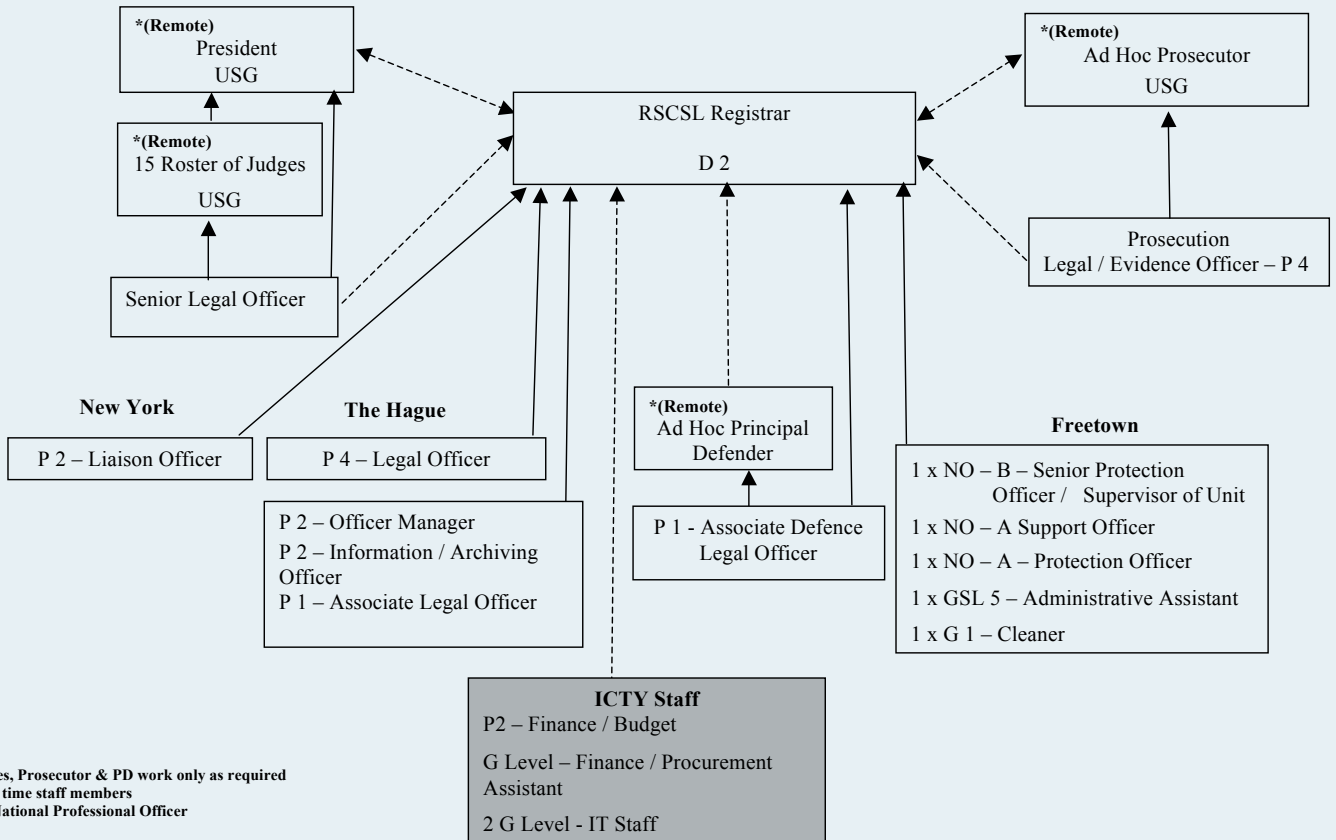 *(Remote)
President
USG
*(Remote)
15 Roster of Judges
USG
Senior Legal Officer
RSCSL Registrar
D 2
*(Remote)
Ad Hoc Prosecutor
USG
Prosecution
Legal / Evidence Officer – P 4
New York
P 2 – Liaison Officer
The Hague
P 4 – Legal Officer
P 2 – Officer Manager
P 2 – Information / Archiving
Officer
P 1 – Associate Legal Officer
*(Remote)
Ad Hoc Principal
Defender
P 1 - Associate Defence
Legal Officer
Freetown
1 x NO – B – Senior Protection
Officer / Supervisor of Unit
1 x NO – A Support Officer
1 x NO – A – Protection Officer
1 x GSL 5 – Administrative Assistant
1 x G 1 – Cleaner
ICTY Staff
P2 – Finance / Budget
G Level – Finance / Procurement
Assistant
2 G Level - IT Staff
Prosecutor & PD work only as required
time staff members
National Professional Officer